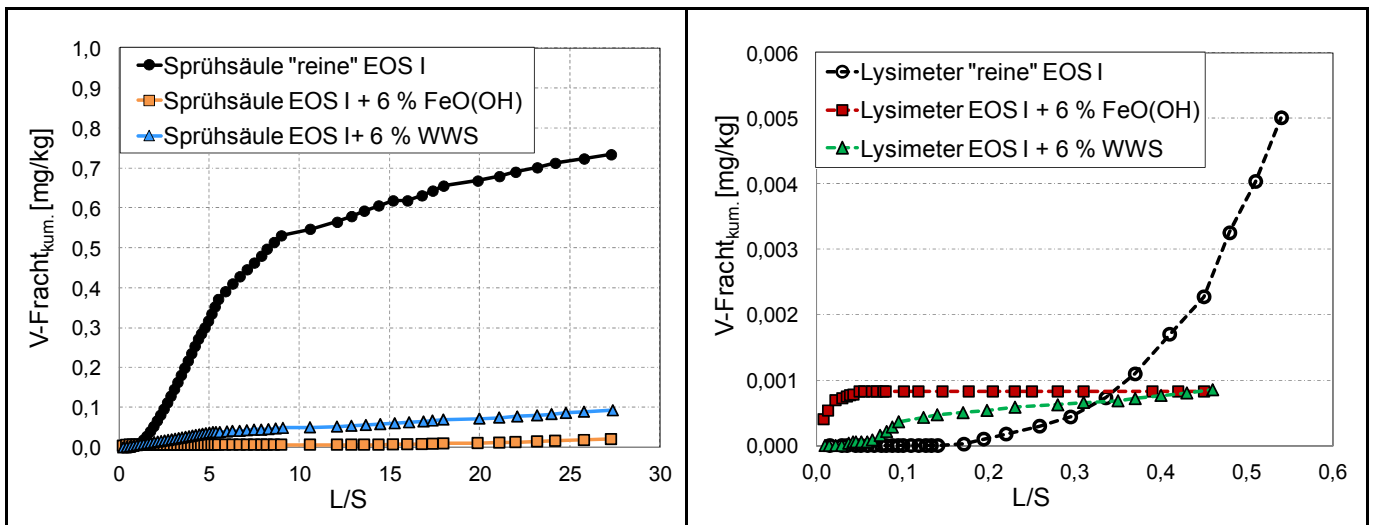 1,0
0,9
0,8
0,7
0,6
0,5
0,4
0,3
0,2
0,1
0,0
V-Fracht kum. [mg/kg]
Sprühsäule "reine" EOS I
Sprühsäule EOS I + 6 % FeO(OH)
Sprühsäule EOS I+ 6 % WWS
0 5 10 15 20 25 30
L/S
0,006
0,005
0,004
0,003
0,002
0,001
0,000
V-Fracht kum. [mg/kg]
Lysimeter "reine" EOS I
Lysimeter EOS I + 6 % FeO(OH)
Lysimeter EOS I + 6 % WWS
0,0 0,1 0,2 0,3 0,4 0,5 0,6
L/S